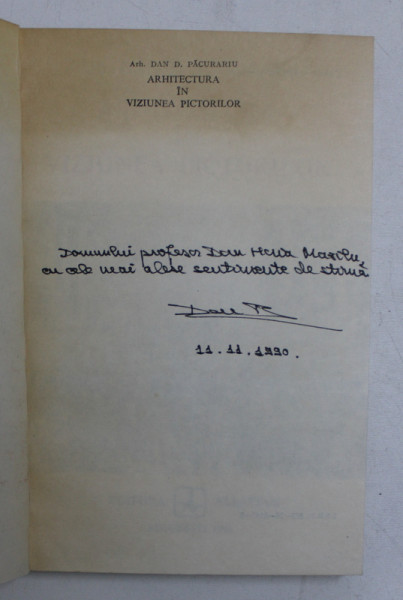 Arh. DAN D. PĂCURARIU
ARHITECTURA
ÎN
VIZIUNEA PICTORILOR
Domnului profesor Dan Horia
cu cele mai alese sentimente de stimă
Dan P
11.11.1990.